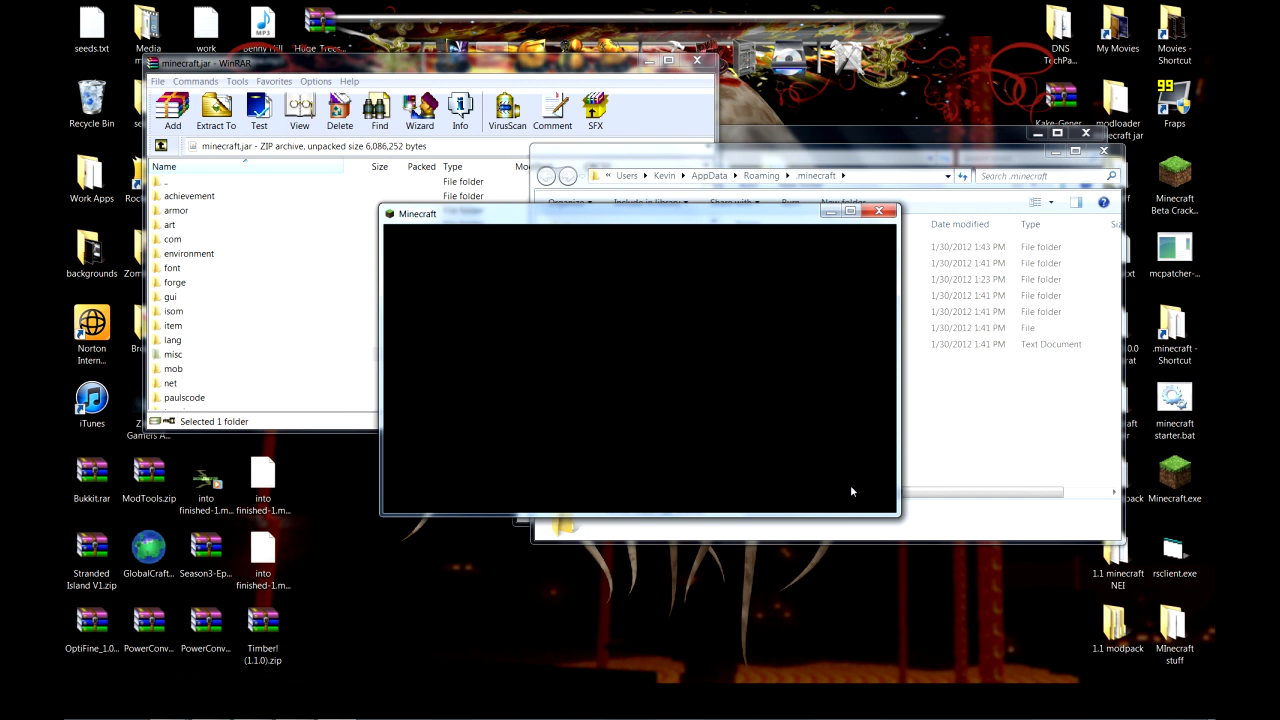 seeds.txt
Media
work
Benny Hill
"Huge Trees...
DNS
TechPa...
My Movies
Movies -
Shortcut
minecraft.jar - WinRAR
File Commands Tools Favorites Options Help
Add Extract To Test View Delete Find Wizard Info VirusScan Comment SFX
minecraft.jar - ZIP archive, unpacked size 6,086,252 bytes
Name Size Packed Type
..
File folder
achievement File folder
armor
art
com
environment
font
forge
gui
isom
item
lang
misc
mob
net
paulscode
Selected 1 folder
« Users Kevin AppData Roaming .minecraft
Search .minecraft
Organize Include in library Share with Burn New folder
Date modified Type
1/30/2012 1:43 PM File folder
1/30/2012 1:41 PM File folder
1/30/2012 1:23 PM File folder
1/30/2012 1:41 PM File folder
1/30/2012 1:41 PM File folder
1/30/2012 1:41 PM File
1/30/2012 1:41 PM Text Document
Minecraft
Recycle Bin
Work Apps
backgrounds
Norton
Intern...
iTunes
Gamers A...
Kake-Gener
modloader
minecraft jar
99
Fraps
Minecraft
Beta Crack...
mcpatcher-...
.minecraft -
Shortcut
minecraft
starter.bat
Minecraft.exe
Bukkit.rar
ModTools.zip
into
finished-1.m...
into
finished-1.m...
Stranded
Island V1.zip
GlobalCraft...
Season3-Ep...
into
finished-1.m...
1.1 minecraft
NEI
rsclient.exe
OptiFine_1.0...
PowerConv...
PowerConv...
Timber!
(1.1.0).zip
1.1 modpack
MInecraft
stuff